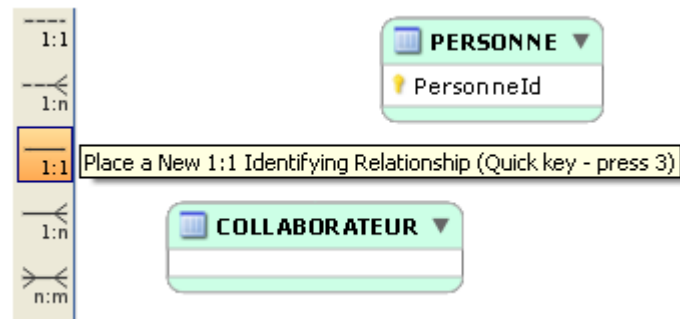 1:1
PERSONNE
PersonneId
1:n
1:1
Place a New 1:1 Identifying Relationship (Quick key - press 3)
1:n
COLLABORATEUR
n:m